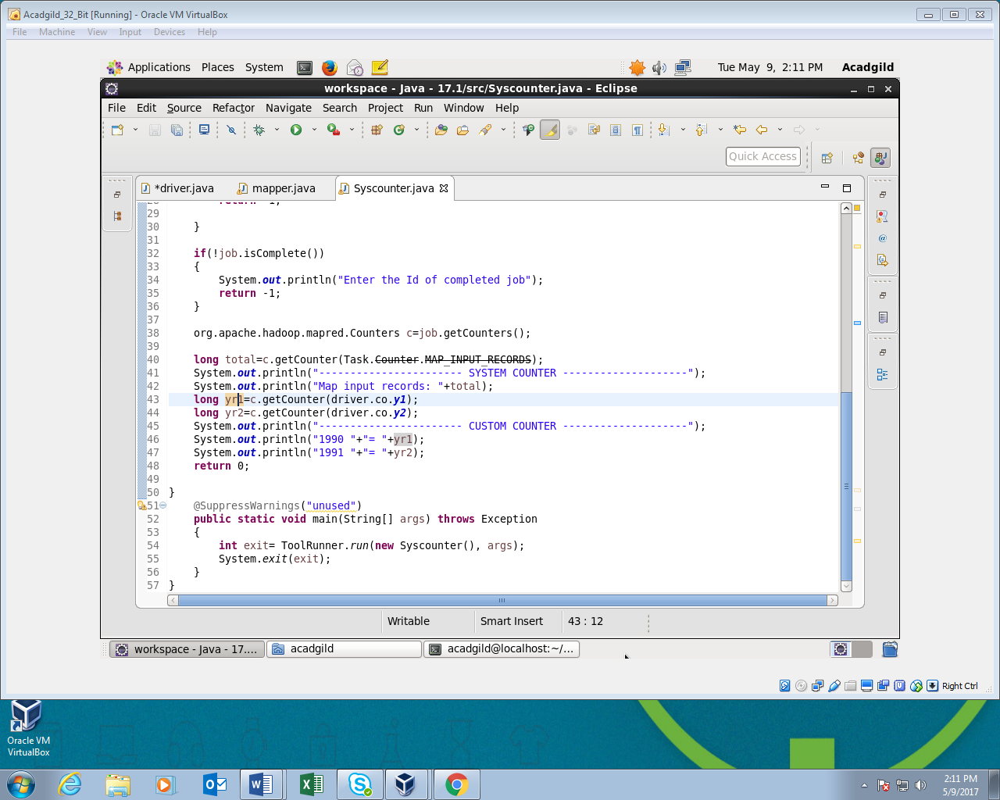 Acadgild_32_Bit [Running] - Oracle VM VirtualBox
File Machine View Input Devices Help
Applications Places System Tue May 9, 2:11 PM Acadgild
workspace - Java - 17.1/src/Syscounter.java - Eclipse
File Edit Source Refactor Navigate Search Project Run Window Help
Quick Access
*driver.java mapper.java Syscounter.java
29
30 }
31
32 if(!job.isComplete())
33 {
34 System.out.println("Enter the Id of completed job");
35 return -1;
36 }
37
38 org.apache.hadoop.mapred.Counters c=job.getCounters();
39
40 long total=c.getCounter(Task.Counter.MAP_INPUT_RECORDS);
41 System.out.println("----------------------- SYSTEM COUNTER --------------------");
42 System.out.println("Map input records: "+total);
43 long yr1=c.getCounter(driver.co.y1);
44 long yr2=c.getCounter(driver.co.y2);
45 System.out.println("----------------------- CUSTOM COUNTER --------------------");
46 System.out.println("1990 "+"= "+yr1);
47 System.out.println("1991 "+"= "+yr2);
48 return 0;
49
50 }
51 @SuppressWarnings("unused")
52 public static void main(String[] args) throws Exception
53 {
54 int exit= ToolRunner.run(new Syscounter(), args);
55 System.exit(exit);
56 }
57 }
Writable Smart Insert 43 : 12
workspace - Java - 17.... acadgild acadgild@localhost:~/...
Right Ctrl
Oracle VM
VirtualBox
2:11 PM
5/9/2017